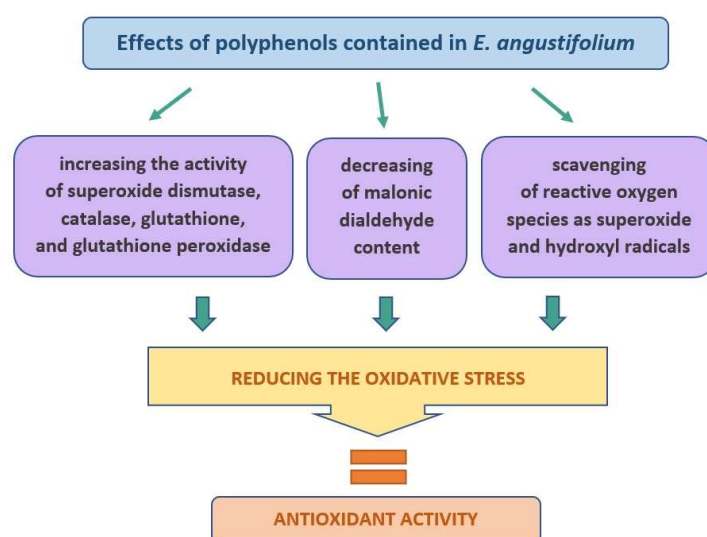 Effects of polyphenols contained in E. angustifolium
increasing the activity
of superoxide dismutase,
catalase, glutathione,
and glutathione peroxidase
decreasing
of malonic
dialdehyde
content
scavenging
of reactive oxygen
species as superoxide
and hydroxyl radicals
REDUCING THE OXIDATIVE STRESS
ANTIOXIDANT ACTIVITY